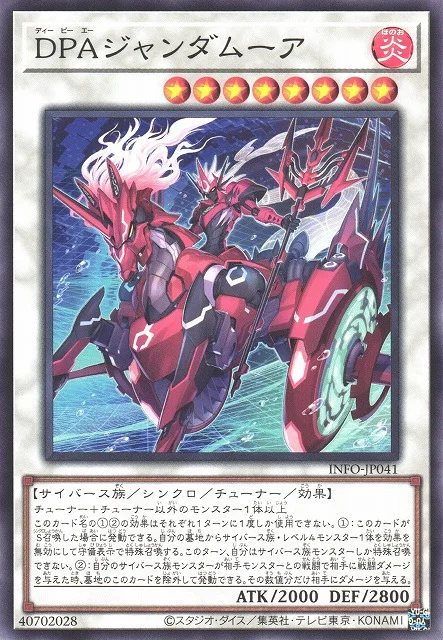 ディー ピー エー
DPAジャンダムーア
ほのお
炎
INFO-JP041
【サイバース族／シンクロ／チューナー／効果】
チューナー＋チューナー以外のモンスター1体以上
このカード名の①②の効果はそれぞれ1ターンに1度しか使用できない。①：このカードが
S召喚した場合に発動できる。自分の墓地からサイバース族・レベル4モンスター1体を効果を
無効にして守備表示で特殊召喚する。このターン、自分はサイバース族モンスターしか特殊召喚
できない。②：自分のサイバース族モンスターが相手モンスターとの戦闘で相手に戦闘ダメージ
を与えた時、墓地のこのカードを除外して発動できる。その数値分だけ相手にダメージを与える。
ATK/2000 DEF/2800
40702028
©スタジオ・ダイス／集英社・テレビ東京・KONAMI